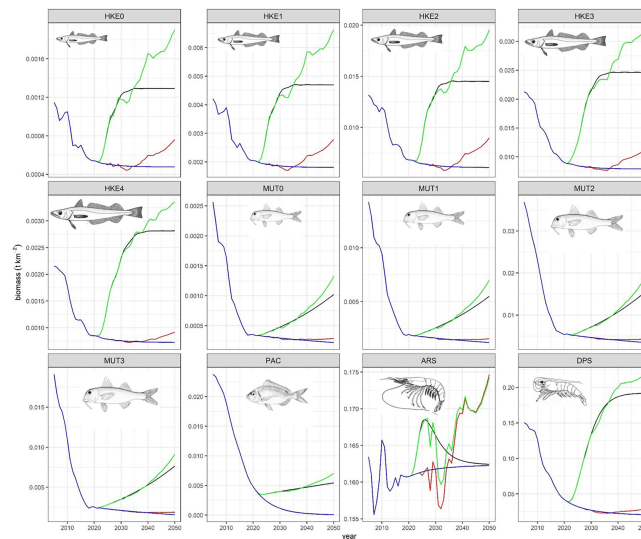 HKE0 HKE1 HKE2 HKE3
0.0016 0.006 0.020 0.030
0.005 0.025
0.0012 0.004 0.015 0.020
0.0008 0.003 0.010 0.015
0.0004 0.002 0.010
HKE4 MUT0 MUT1 MUT2
0.0030 0.0025 0.03
0.0025 0.0020 0.010
0.0020 0.0015 0.02
0.0015 0.0010 0.005
0.0010 0.0005 0.01
biomass (t km⁻²)
MUT3 PAC ARS DPS
0.020 0.175 0.20
0.015 0.015 0.170 0.15
0.010 0.010 0.165 0.10
0.005 0.005 0.160 0.05
0.000 0.155 0.00
2010 2020 2030 2040 2050 2010 2020 2030 2040 2050 2010 2020 2030 2040 2050 2010 2020 2030 2040 2050
year